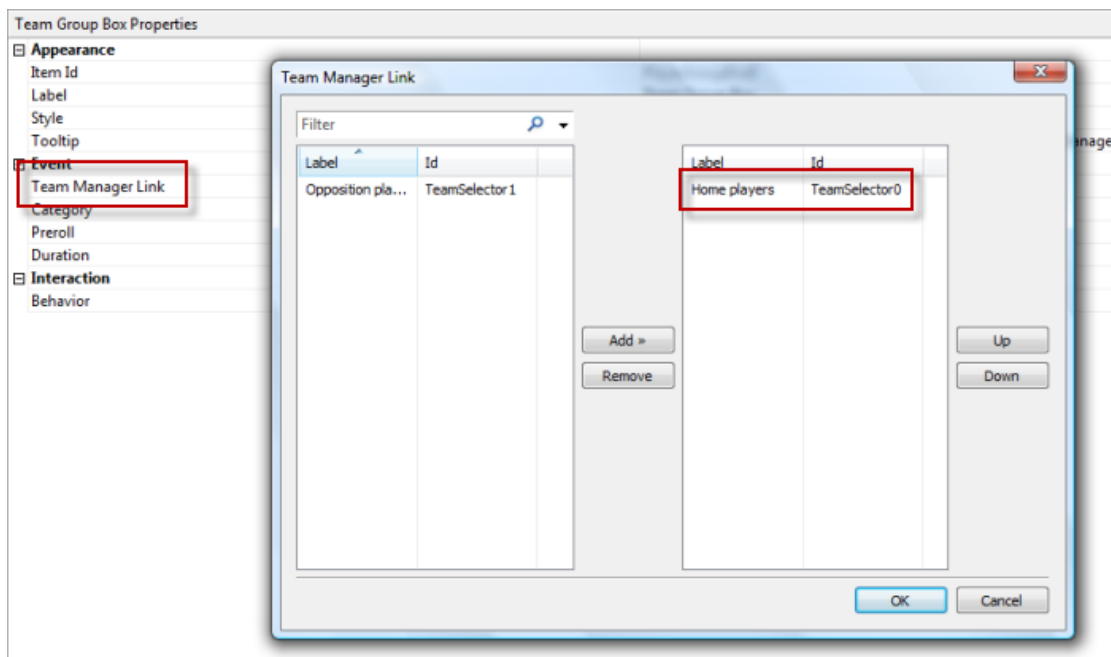 Team Group Box Properties
Appearance
Item Id
Label
Style
Tooltip
Event
Team Manager Link
Category
Preroll
Duration
Interaction
Behavior
Team Manager Link
Filter
Label Id
Opposition pla... TeamSelector1
Add »
Remove
Label Id
Home players TeamSelector0
Up
Down
OK Cancel